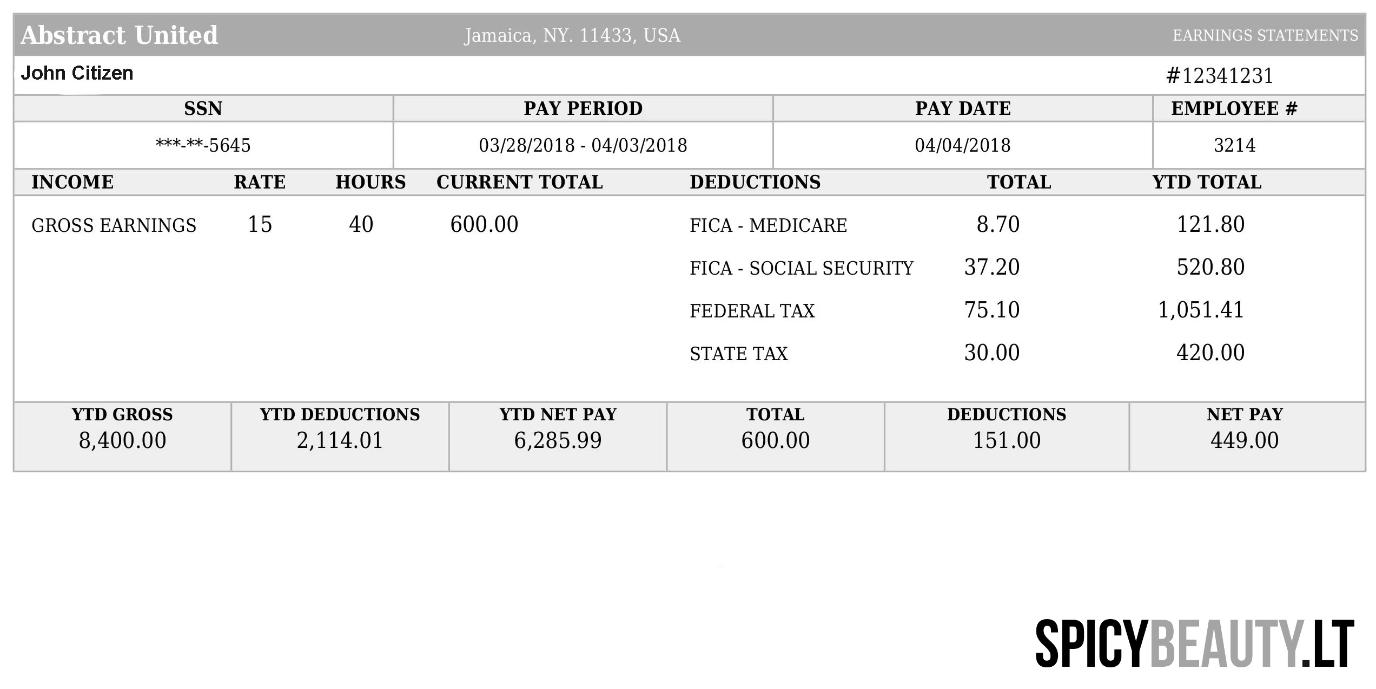 Abstract United Jamaica, NY. 11433, USA EARNINGS STATEMENTS
John Citizen #12341231
SSN PAY PERIOD PAY DATE EMPLOYEE #
***-**-5645 03/28/2018 - 04/03/2018 04/04/2018 3214
INCOME RATE HOURS CURRENT TOTAL DEDUCTIONS TOTAL YTD TOTAL
GROSS EARNINGS 15 40 600.00 FICA - MEDICARE 8.70 121.80
FICA - SOCIAL SECURITY 37.20 520.80
FEDERAL TAX 75.10 1,051.41
STATE TAX 30.00 420.00
YTD GROSS YTD DEDUCTIONS YTD NET PAY TOTAL DEDUCTIONS NET PAY
8,400.00 2,114.01 6,285.99 600.00 151.00 449.00
SPICYBEAUTY.LT